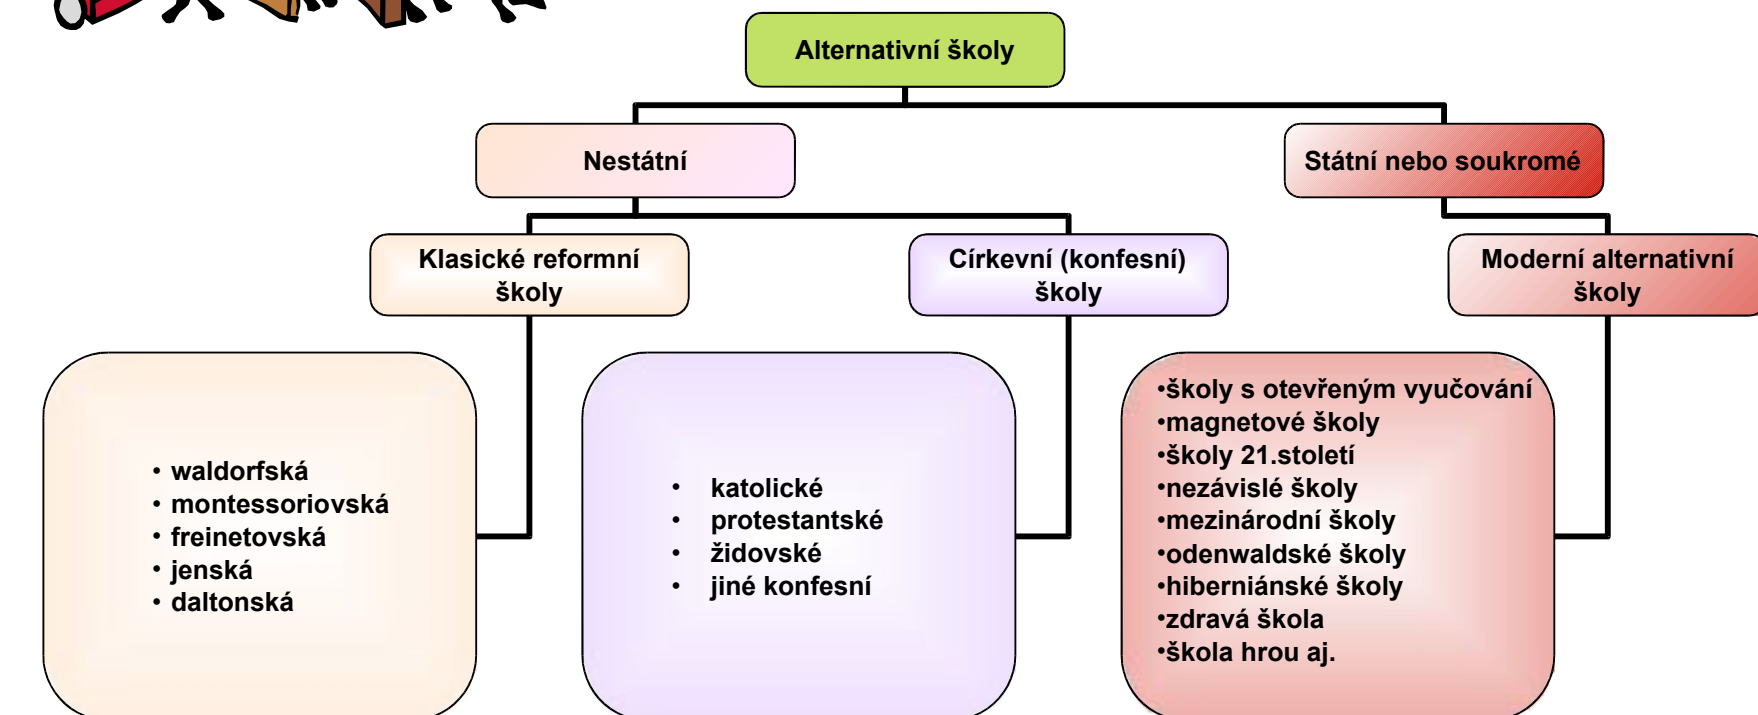 Alternativní školy
Nestátní
Státní nebo soukromé
Klasické reformní
školy
Církevní (konfesní)
školy
Moderní alternativní
školy
• waldorfská
• montessoriovská
• freinetovská
• jenská
• daltonská
• katolické
• protestantské
• židovské
• jiné konfesní
•školy s otevřeným vyučování
•magnetové školy
•školy 21.století
•nezávislé školy
•mezinárodní školy
•odenwaldské školy
•hiberniánské školy
•zdravá škola
•škola hrou aj.